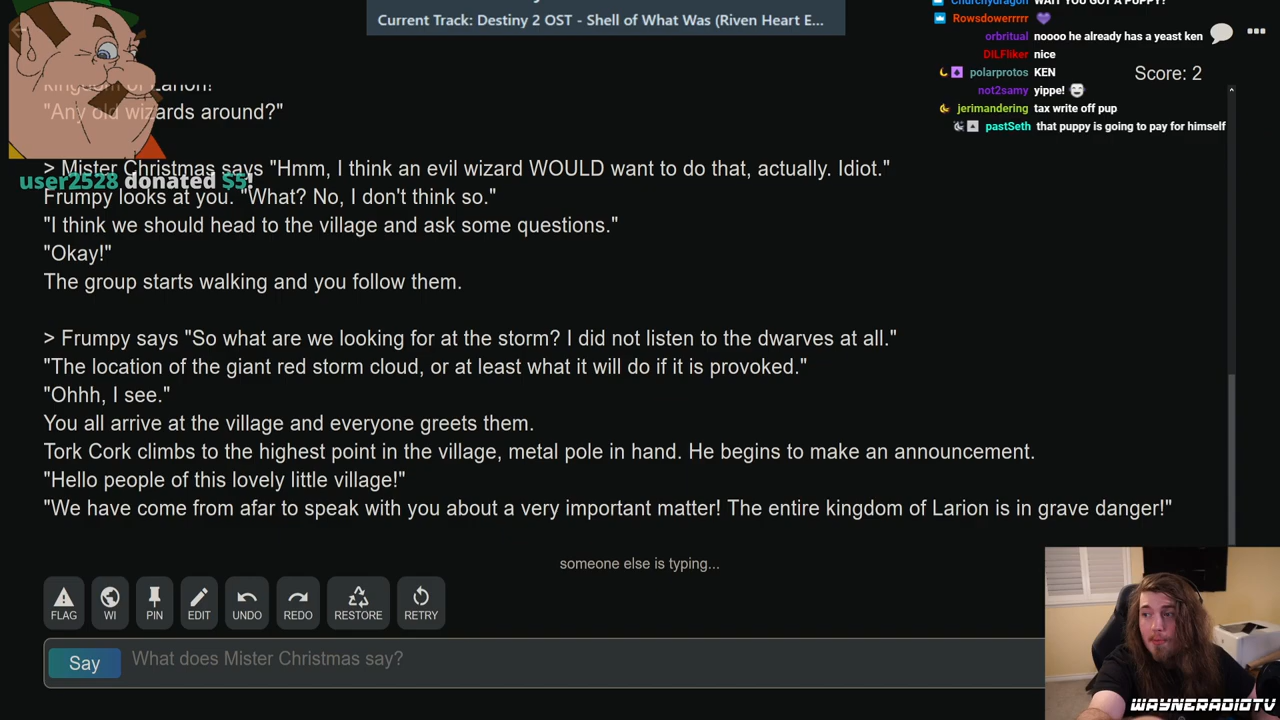 Current Track: Destiny 2 OST - Shell of What Was (Riven Heart E...
WAIT YOU GOT A PUPPY?
Rowsdowerrrrr
orbritual noooo he already has a yeast ken
DILFliker nice
polarprotos KEN
not2samy yippe!
jerimandering tax write off pup
pastSeth that puppy is going to pay for himself
Score: 2
kingdom of Larion!
"Any old wizards around?"
user2528 donated $5!
> Mister Christmas says "Hmm, I think an evil wizard WOULD want to do that, actually. Idiot."
Frumpy looks at you. "What? No, I don't think so."
"I think we should head to the village and ask some questions."
"Okay!"
The group starts walking and you follow them.
> Frumpy says "So what are we looking for at the storm? I did not listen to the dwarves at all."
"The location of the giant red storm cloud, or at least what it will do if it is provoked."
"Ohhh, I see."
You all arrive at the village and everyone greets them.
Tork Cork climbs to the highest point in the village, metal pole in hand. He begins to make an announcement.
"Hello people of this lovely little village!"
"We have come from afar to speak with you about a very important matter! The entire kingdom of Larion is in grave danger!"
someone else is typing...
FLAG WI PIN EDIT UNDO REDO RESTORE RETRY
Say What does Mister Christmas say?
WAYNERADIOTV